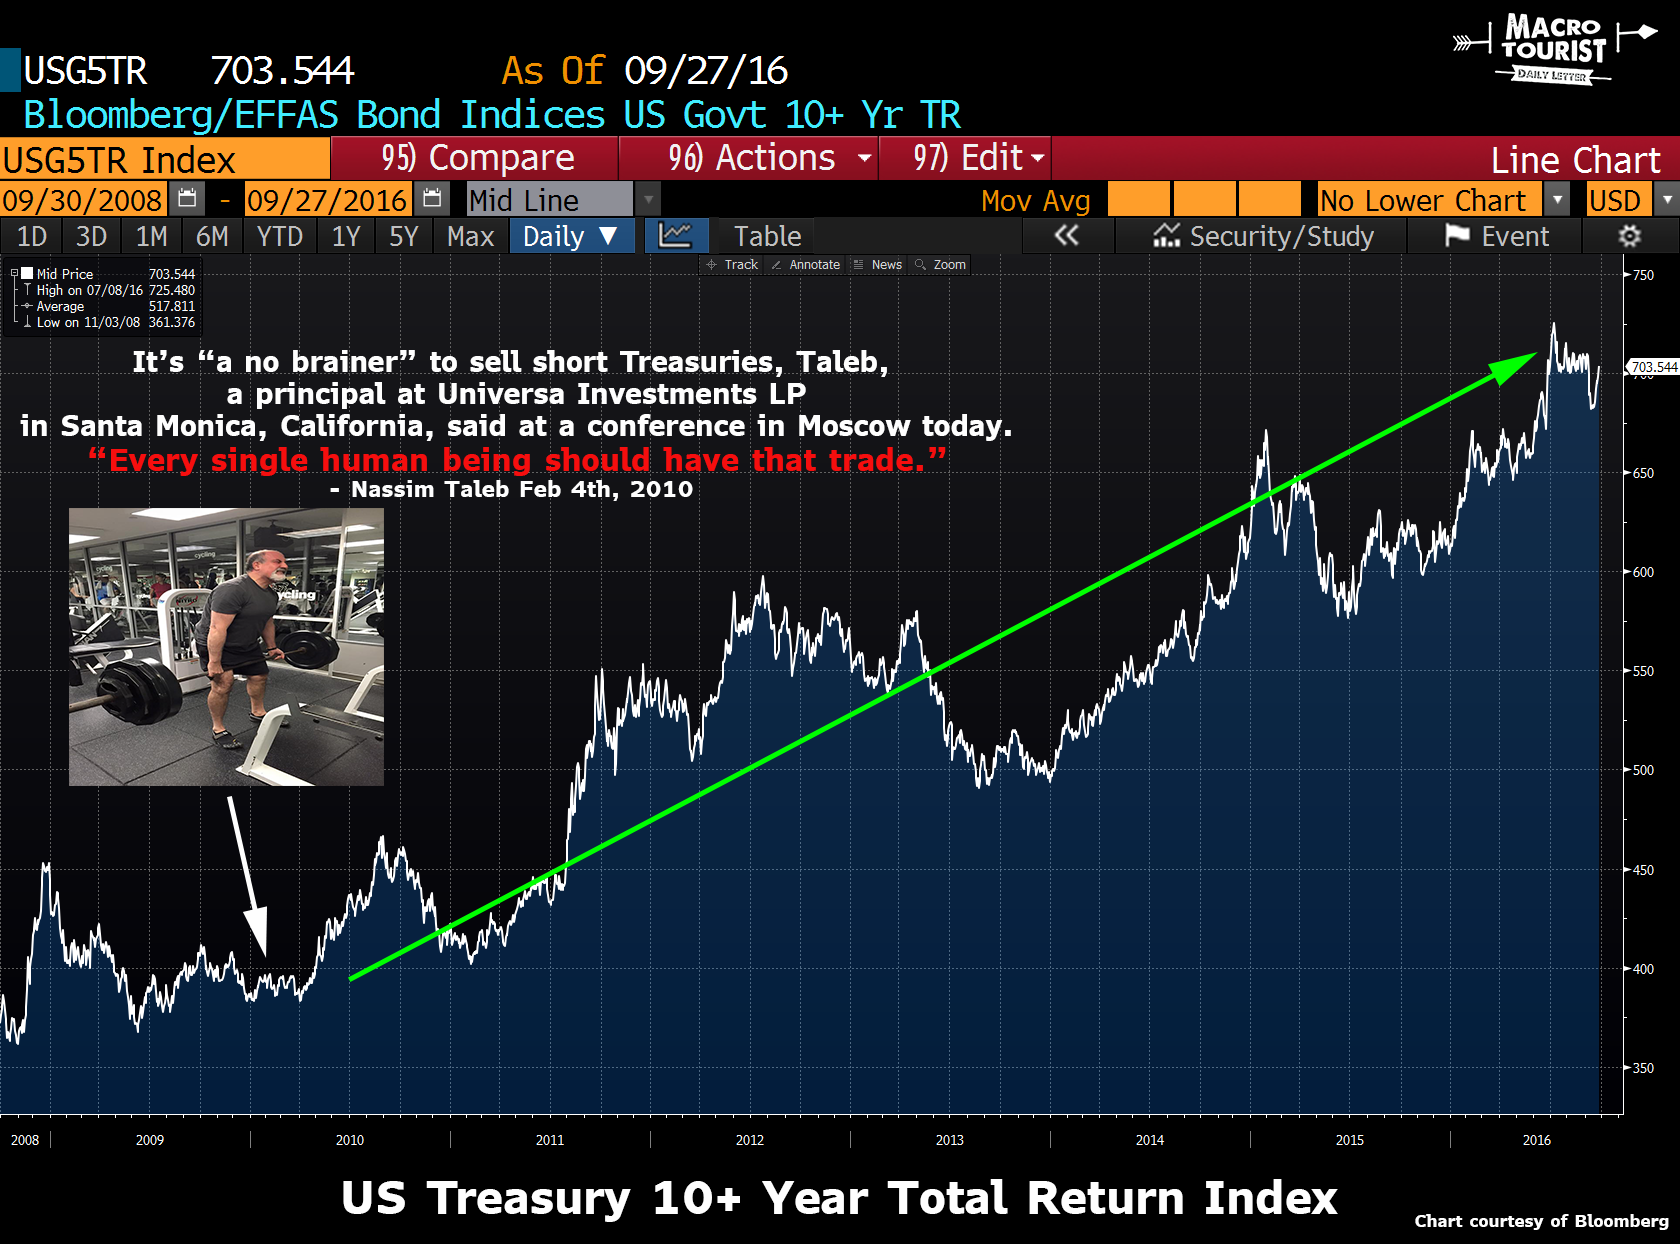 MACRO
TOURIST
DAILY LETTER
USG5TR 703.544 As Of 09/27/16
Bloomberg/EFFAS Bond Indices US Govt 10+ Yr TR
USG5TR Index 95) Compare 96) Actions 97) Edit Line Chart
09/30/2008 - 09/27/2016 Mid Line Mov Avg No Lower Chart USD
1D 3D 1M 6M YTD 1Y 5Y Max Daily ▼ Table « Security/Study Event
Track Annotate News Zoom
Mid Price 703.544
High on 07/08/16 725.480
Average 517.811
Low on 11/03/08 361.376
It's “a no brainer” to sell short Treasuries, Taleb,
a principal at Universa Investments LP
in Santa Monica, California, said at a conference in Moscow today.
“Every single human being should have that trade.”
- Nassim Taleb Feb 4th, 2010
cycling
cycling
750
703.544
700
650
600
550
500
450
400
350
2008 2009 2010 2011 2012 2013 2014 2015 2016
US Treasury 10+ Year Total Return Index
Chart courtesy of Bloomberg